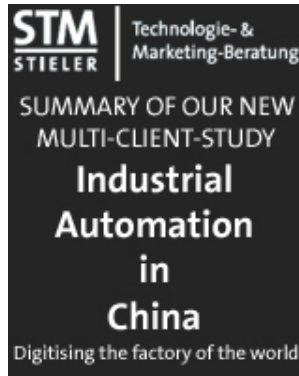 STM
STIELER
Technologie- &
Marketing-Beratung
SUMMARY OF OUR NEW
MULTI-CLIENT-STUDY
Industrial
Automation
in
China
Digitising the factory of the world